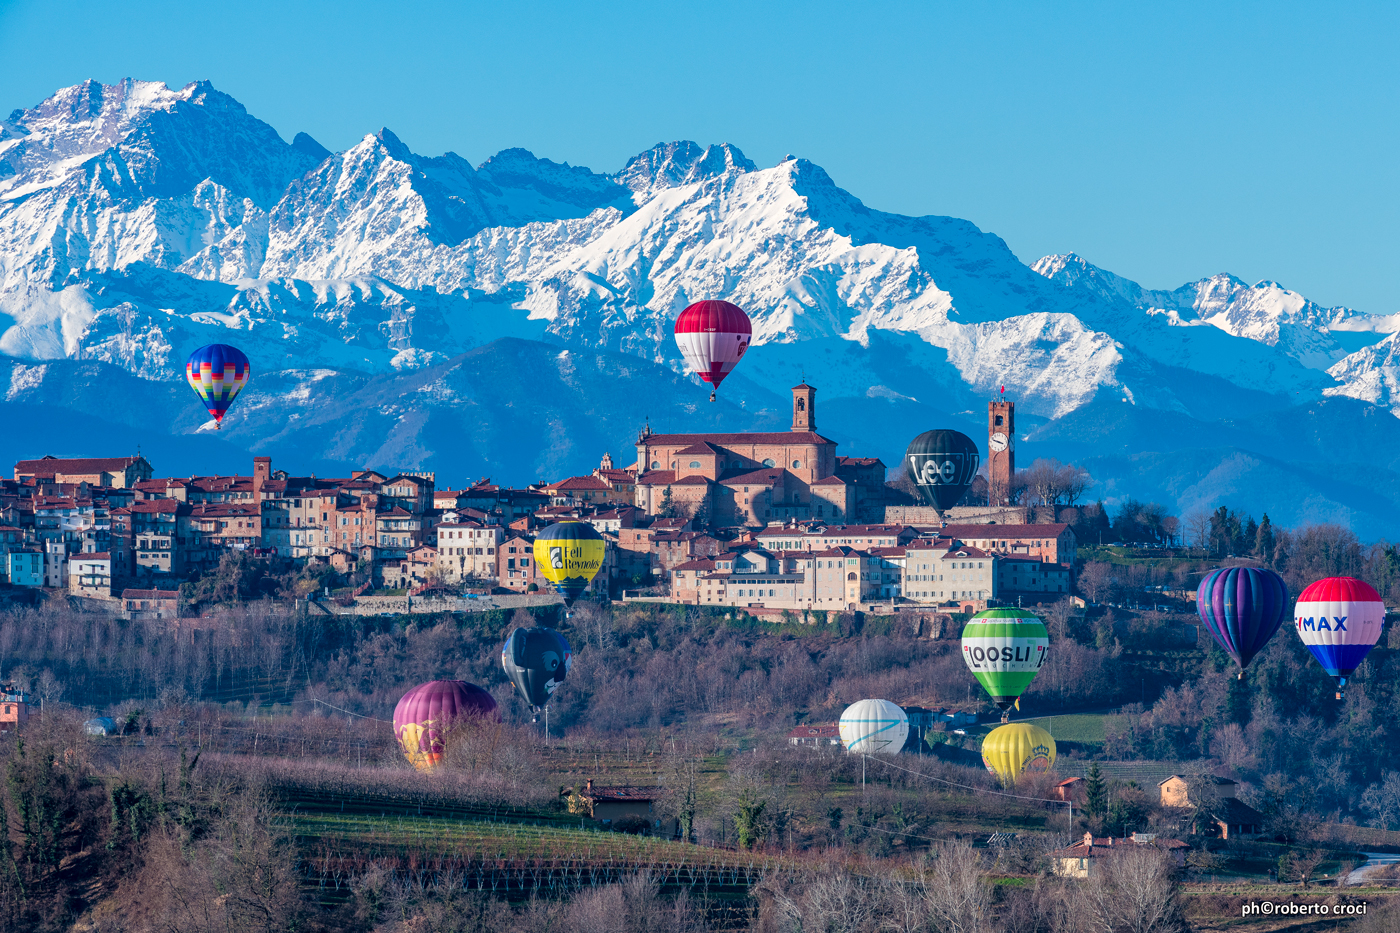 Lee
Fell
Reynolds
LOOSLI
/MAX
ph©roberto croci